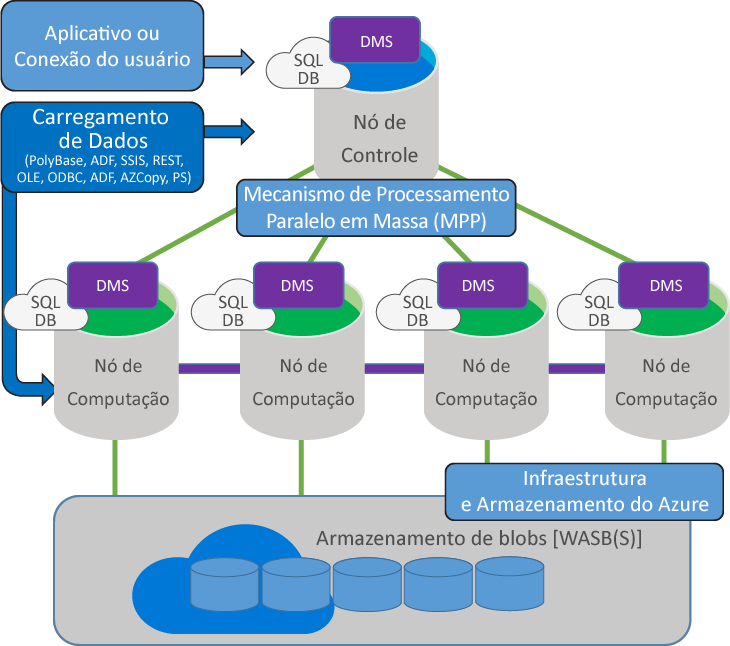 Aplicativo ou
Conexão do usuário
DMS
SQL
DB
Nó de
Controle
Carregamento
de Dados
(PolyBase, ADF, SSIS, REST,
OLE, ODBC, ADF, AZCopy, PS)
Mecanismo de Processamento
Paralelo em Massa (MPP)
DMS
SQL
DB
Nó de
Computação
DMS
SQL
DB
Nó de
Computação
DMS
SQL
DB
Nó de
Computação
DMS
SQL
DB
Nó de
Computação
Infraestrutura
e Armazenamento do Azure
Armazenamento de blobs [WASB(S)]